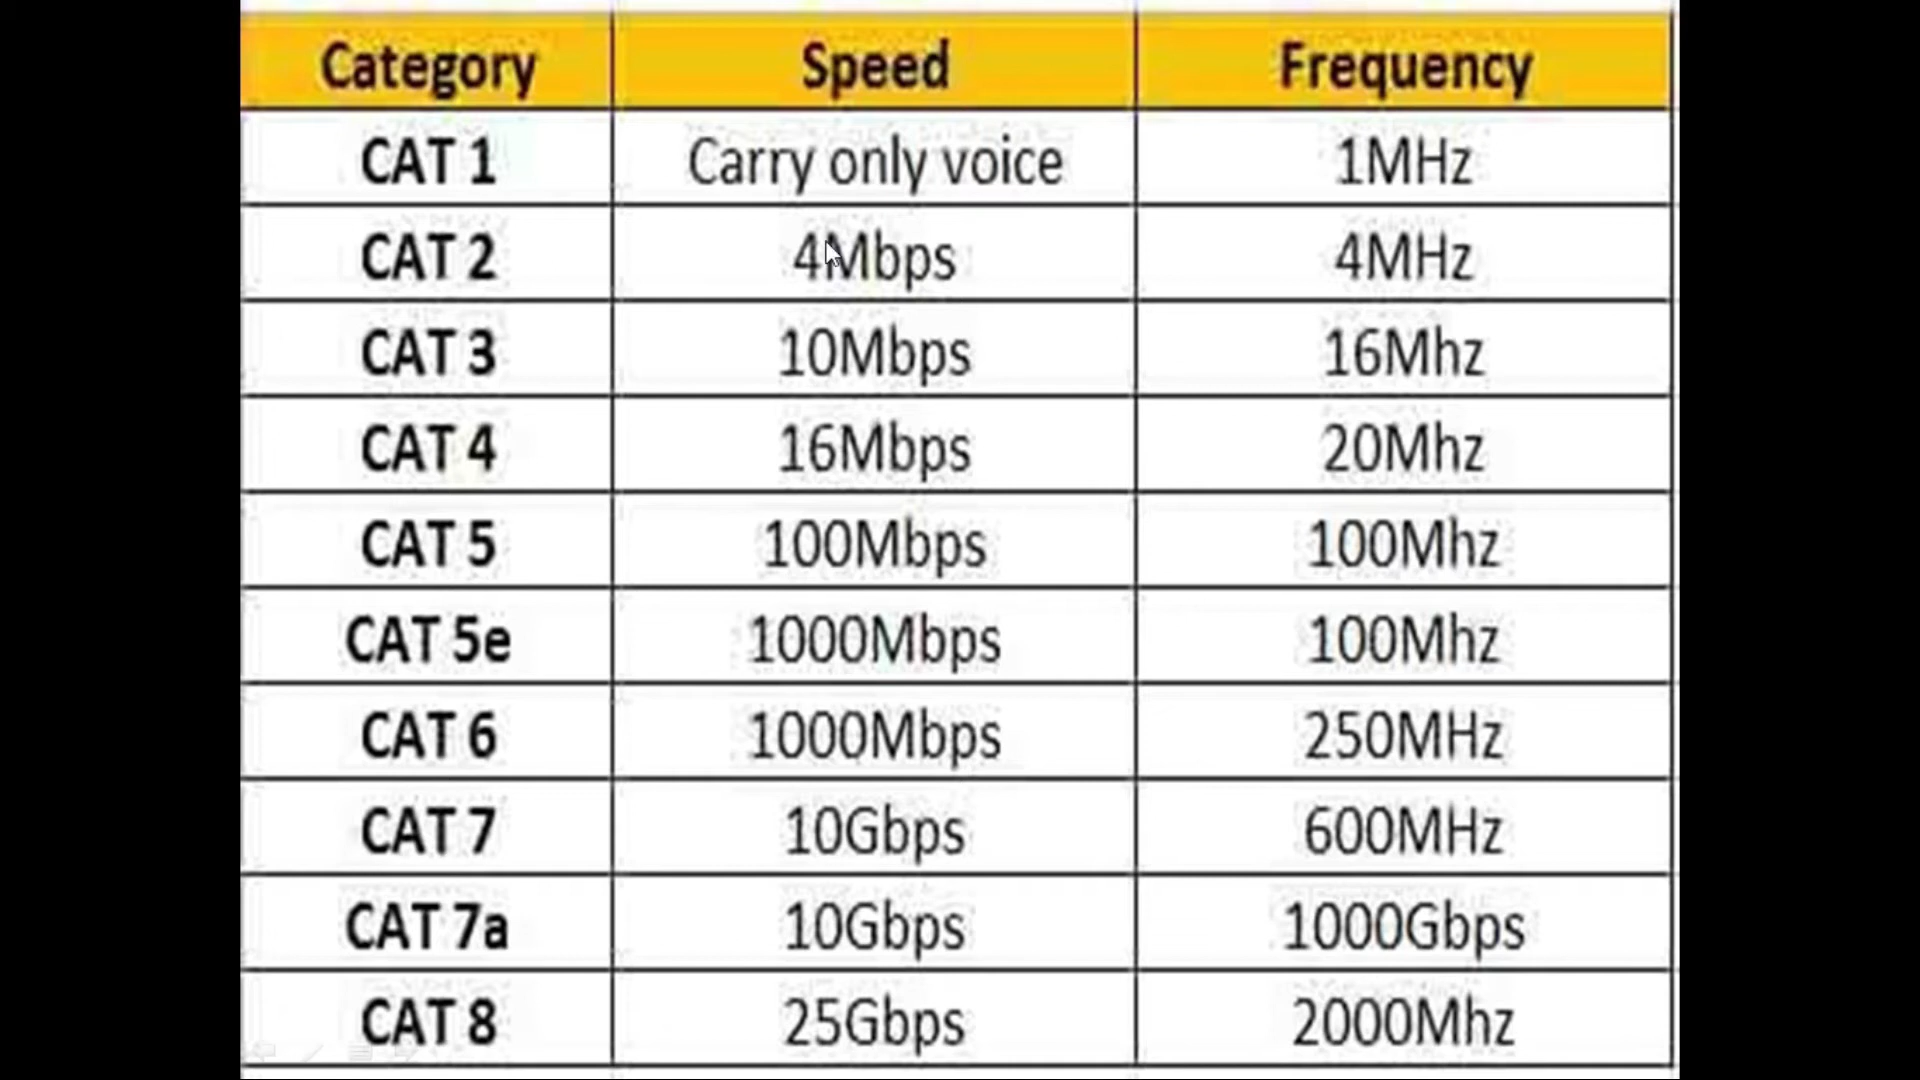 Category Speed Frequency
CAT 1 Carry only voice 1MHz
CAT 2 4Mbps 4MHz
CAT 3 10Mbps 16Mhz
CAT 4 16Mbps 20Mhz
CAT 5 100Mbps 100Mhz
CAT 5e 1000Mbps 100Mhz
CAT 6 1000Mbps 250MHz
CAT 7 10Gbps 600MHz
CAT 7a 10Gbps 1000Gbps
CAT 8 25Gbps 2000Mhz